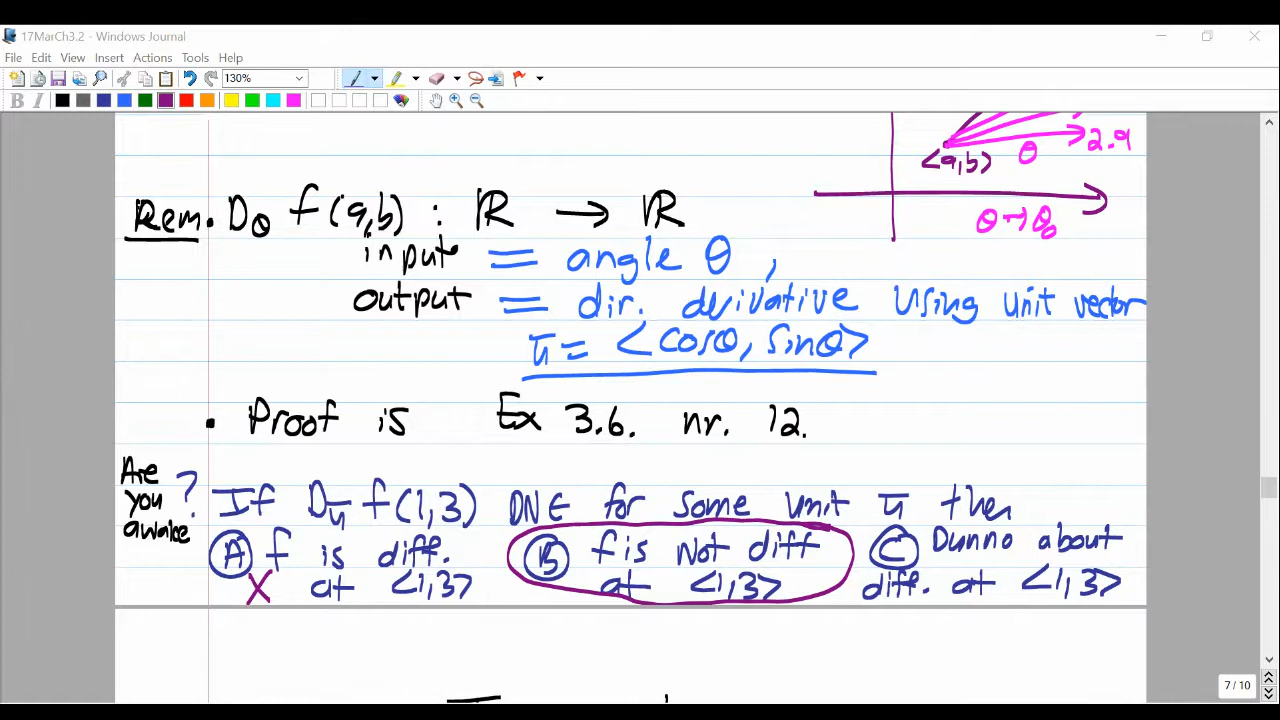 17MarCh3.2 - Windows Journal
File Edit View Insert Actions Tools Help
130%
B I
2.9
<a,b> θ
θ→θ₀
Rem. • Dθ f(a,b) : ℝ → ℝ
input = angle θ ,
output = dir. derivative using unit vector
u = <cosθ, sinθ>
• Proof is Ex 3.6. nr. 12.
Are you awake ?
If Du f(1,3) DNE for some unit u then
A f is diff. at <1,3>
X
B f is Not diff at <1,3>
C Dunno about diff. at <1,3>
7 / 10